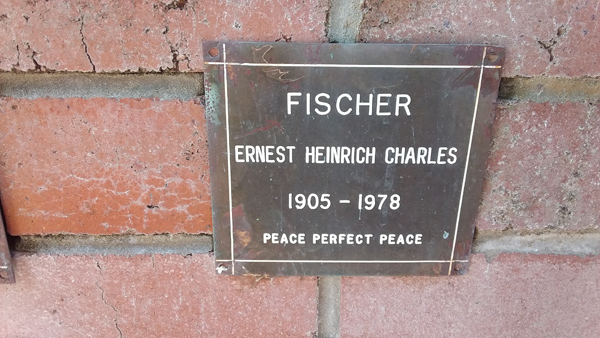 FISCHER
ERNEST HEINRICH CHARLES
1905 - 1978
PEACE PERFECT PEACE